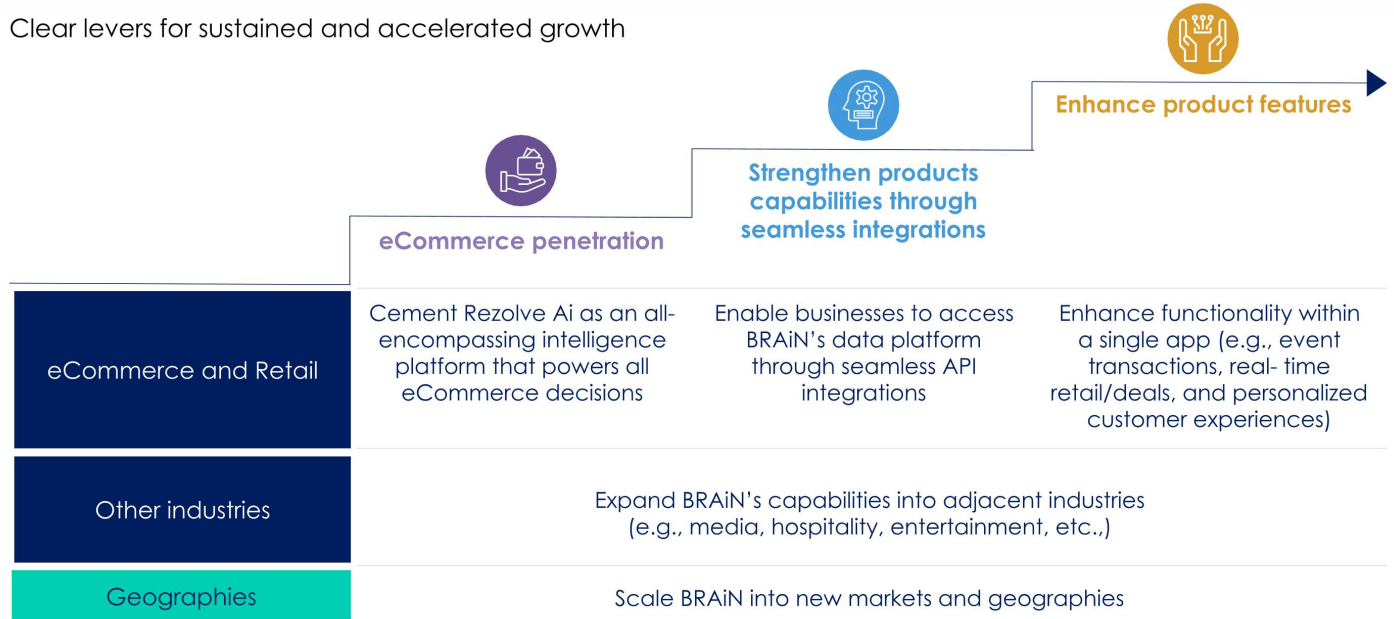 Clear levers for sustained and accelerated growth
Enhance product features
Strengthen products
capabilities through
seamless integrations
eCommerce penetration
eCommerce and Retail
Cement Rezolve Ai as an all-
encompassing intelligence
platform that powers all
eCommerce decisions
Enable businesses to access
BRAiN’s data platform
through seamless API
integrations
Enhance functionality within
a single app (e.g., event
transactions, real- time
retail/deals, and personalized
customer experiences)
Other industries
Expand BRAiN’s capabilities into adjacent industries
(e.g., media, hospitality, entertainment, etc.,)
Geographies
Scale BRAiN into new markets and geographies